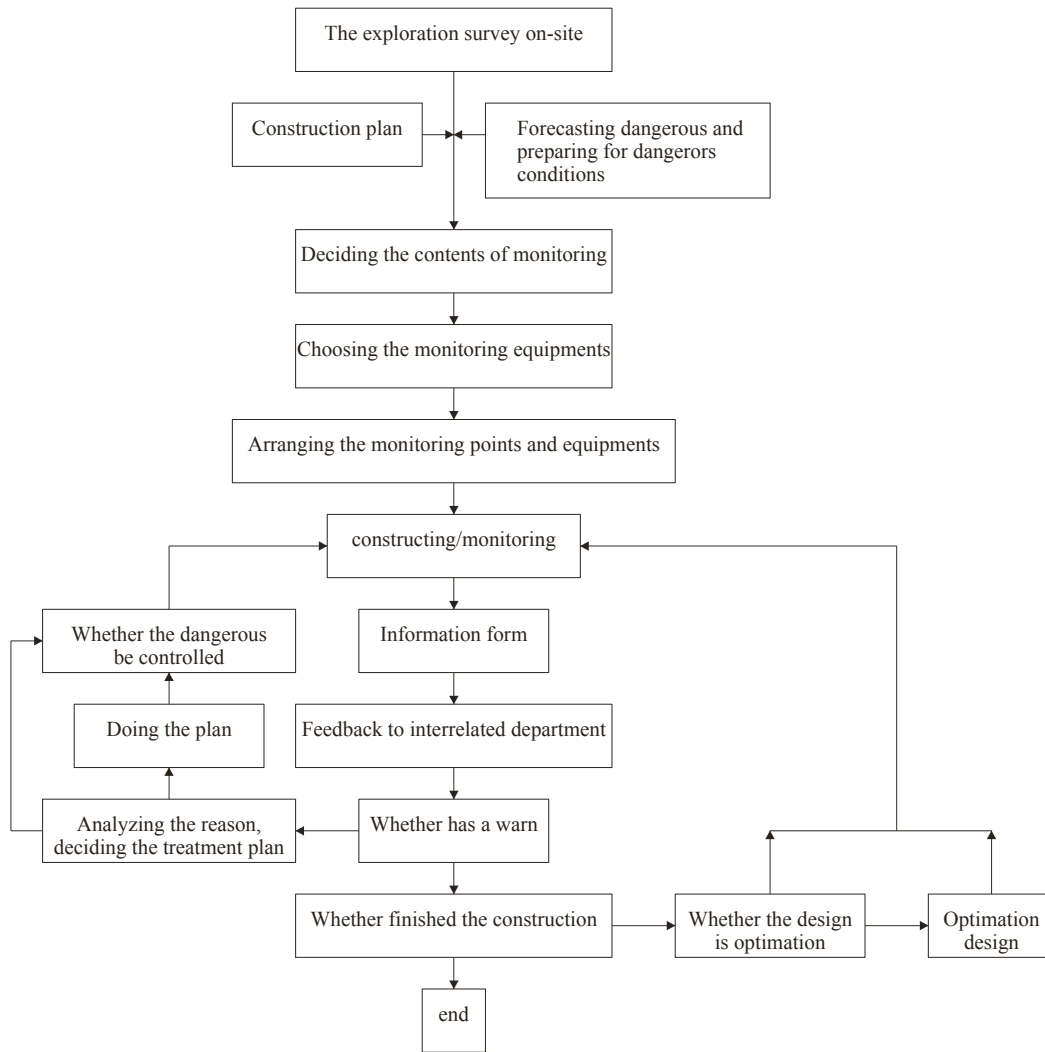 The exploration survey on-site
Construction plan
Forecasting dangerous and
preparing for dangerors
conditions
Deciding the contents of monitoring
Choosing the monitoring equipments
Arranging the monitoring points and equipments
constructing/monitoring
Whether the dangerous
be controlled
Information form
Doing the plan
Feedback to interrelated department
Analyzing the reason,
deciding the treatment plan
Whether has a warn
Whether finished the construction
Whether the design
is optimation
Optimation
design
end